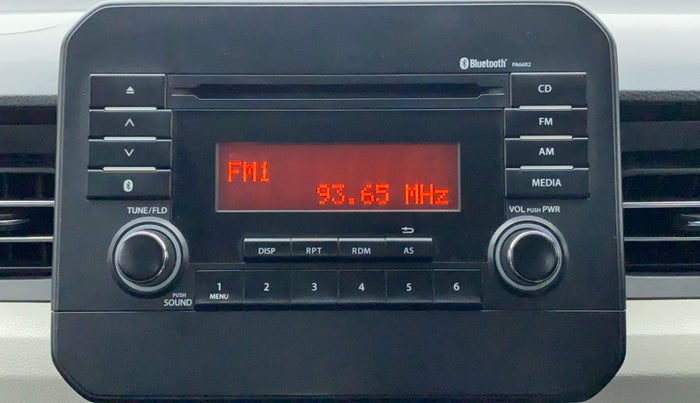 Bluetooth® PA66R2
CD
FM
AM
MEDIA
FM1
93.65 MHz
TUNE/FLD
VOL PUSH PWR
DISP RPT RDM AS
PUSH
SOUND
1 2 3 4 5 6
MENU